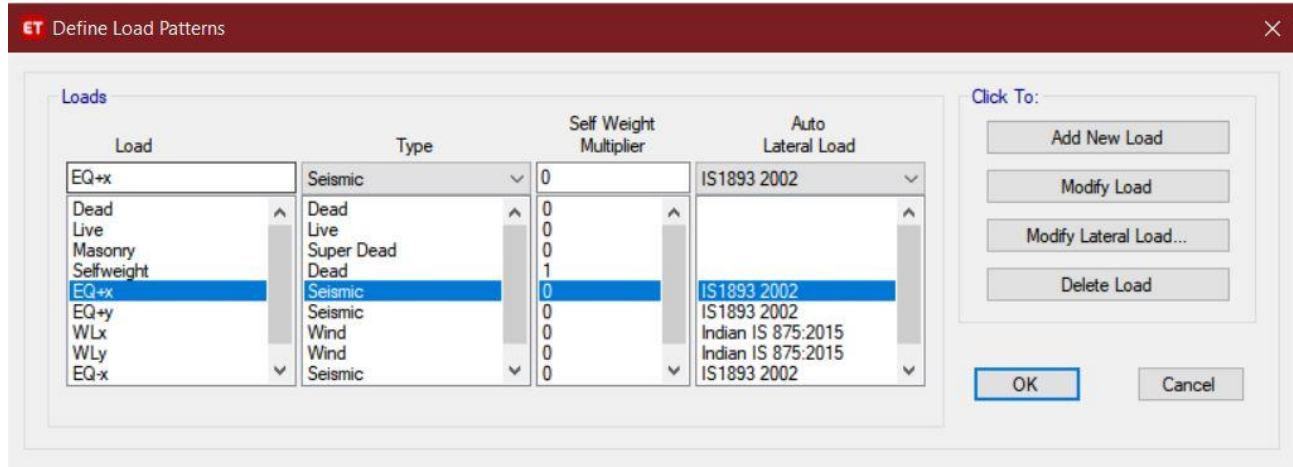 ET Define Load Patterns
Loads
Click To:
Load Type Self Weight Multiplier Auto Lateral Load
EQ+x Seismic 0 IS1893 2002
Dead Dead 0
Live Live 0
Masonry Super Dead 0
Selfweight Dead 1
EQ+x Seismic 0 IS1893 2002
EQ+y Seismic 0 IS1893 2002
WLx Wind 0 Indian IS 875:2015
WLy Wind 0 Indian IS 875:2015
EQ-x Seismic 0 IS1893 2002
Add New Load
Modify Load
Modify Lateral Load...
Delete Load
OK Cancel